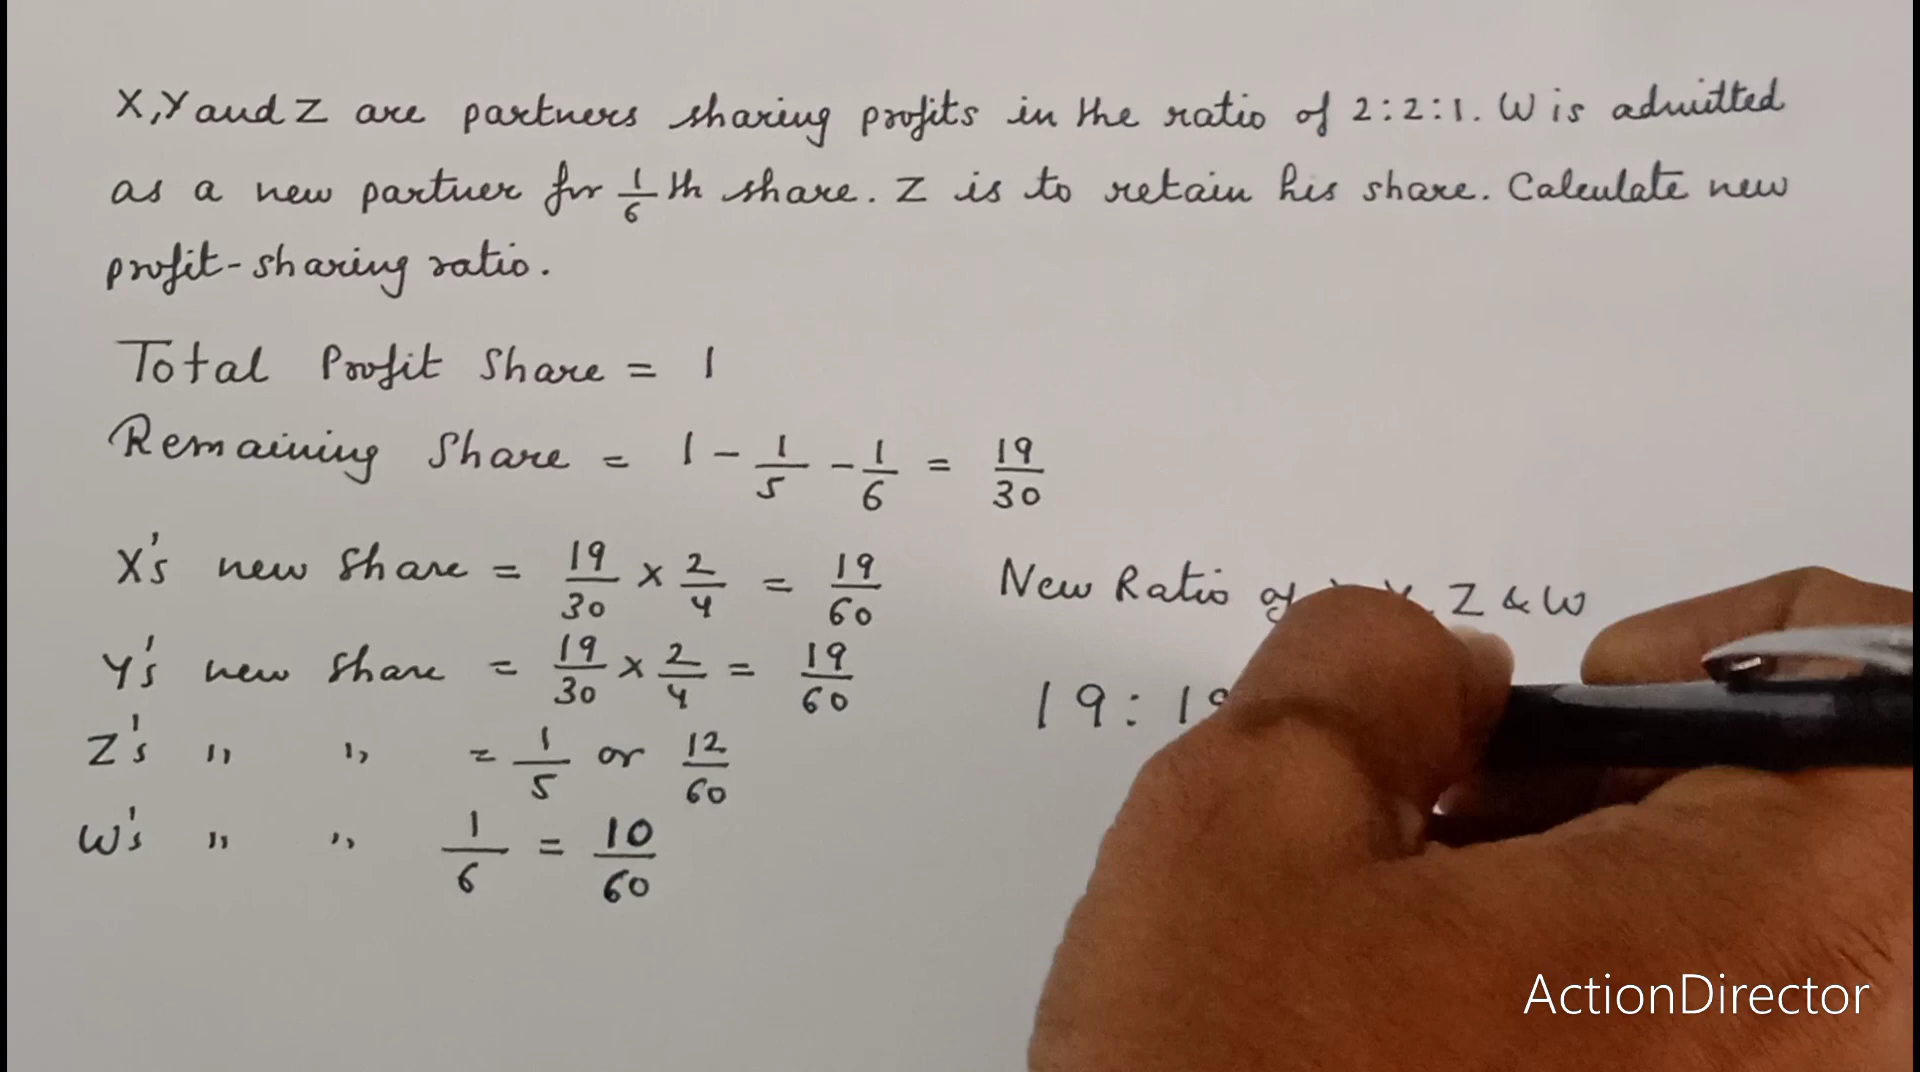 X, Y and Z are partners sharing profits in the ratio of 2:2:1. W is admitted
as a new partner for 1/6 th share. Z is to retain his share. Calculate new
profit-sharing ratio.
Total Profit Share = 1
Remaining Share = 1 - 1/5 - 1/6 = 19/30
X's new share = 19/30 × 2/4 = 19/60
Y's new share = 19/30 × 2/4 = 19/60
Z's " " = 1/5 or 12/60
W's " " 1/6 = 10/60
New Ratio of Z & W
19:
ActionDirector